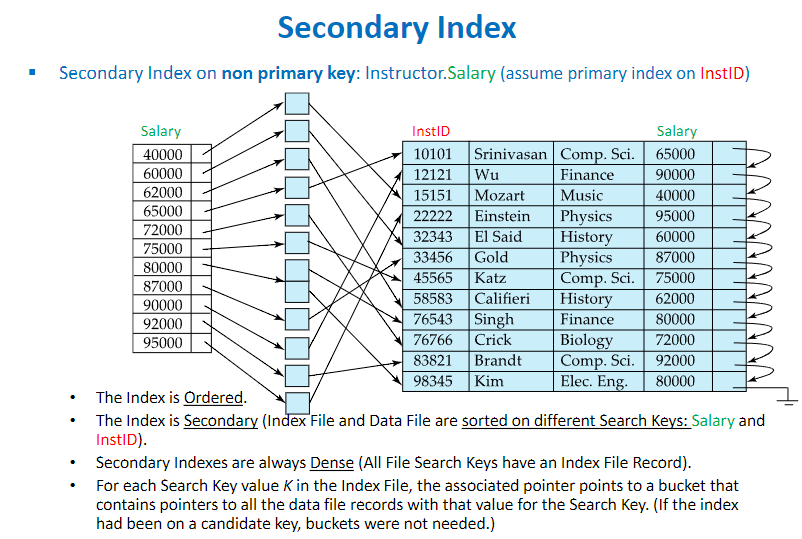 Secondary Index
▪ Secondary Index on non primary key: Instructor.Salary (assume primary index on InstID)
Salary
40000
60000
62000
65000
72000
75000
80000
87000
90000
92000
95000
InstID Salary
10101 Srinivasan Comp. Sci. 65000
12121 Wu Finance 90000
15151 Mozart Music 40000
22222 Einstein Physics 95000
32343 El Said History 60000
33456 Gold Physics 87000
45565 Katz Comp. Sci. 75000
58583 Califieri History 62000
76543 Singh Finance 80000
76766 Crick Biology 72000
83821 Brandt Comp. Sci. 92000
98345 Kim Elec. Eng. 80000
• The Index is Ordered.
• The Index is Secondary (Index File and Data File are sorted on different Search Keys: Salary and
InstID).
• Secondary Indexes are always Dense (All File Search Keys have an Index File Record).
• For each Search Key value K in the Index File, the associated pointer points to a bucket that
contains pointers to all the data file records with that value for the Search Key. (If the index
had been on a candidate key, buckets were not needed.)